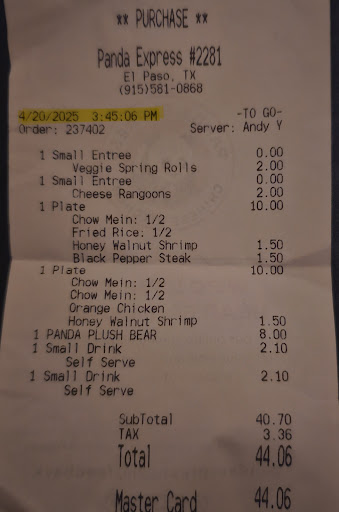 ** PURCHASE **
Panda Express #2281
El Paso, TX
(915)581-0868
4/20/2025 3:45:06 PM -TO GO-
Order: 237402 Server: Andy Y
1 Small Entree 0.00
Veggie Spring Rolls 2.00
1 Small Entree 0.00
Cheese Rangoons 2.00
1 Plate 10.00
Chow Mein: 1/2
Fried Rice: 1/2
Honey Walnut Shrimp 1.50
Black Pepper Steak 1.50
1 Plate 10.00
Chow Mein: 1/2
Chow Mein: 1/2
Orange Chicken
Honey Walnut Shrimp 1.50
1 PANDA PLUSH BEAR 8.00
1 Small Drink 2.10
Self Serve
1 Small Drink 2.10
Self Serve
SubTotal 40.70
TAX 3.36
Total 44.06
Master Card 44.06